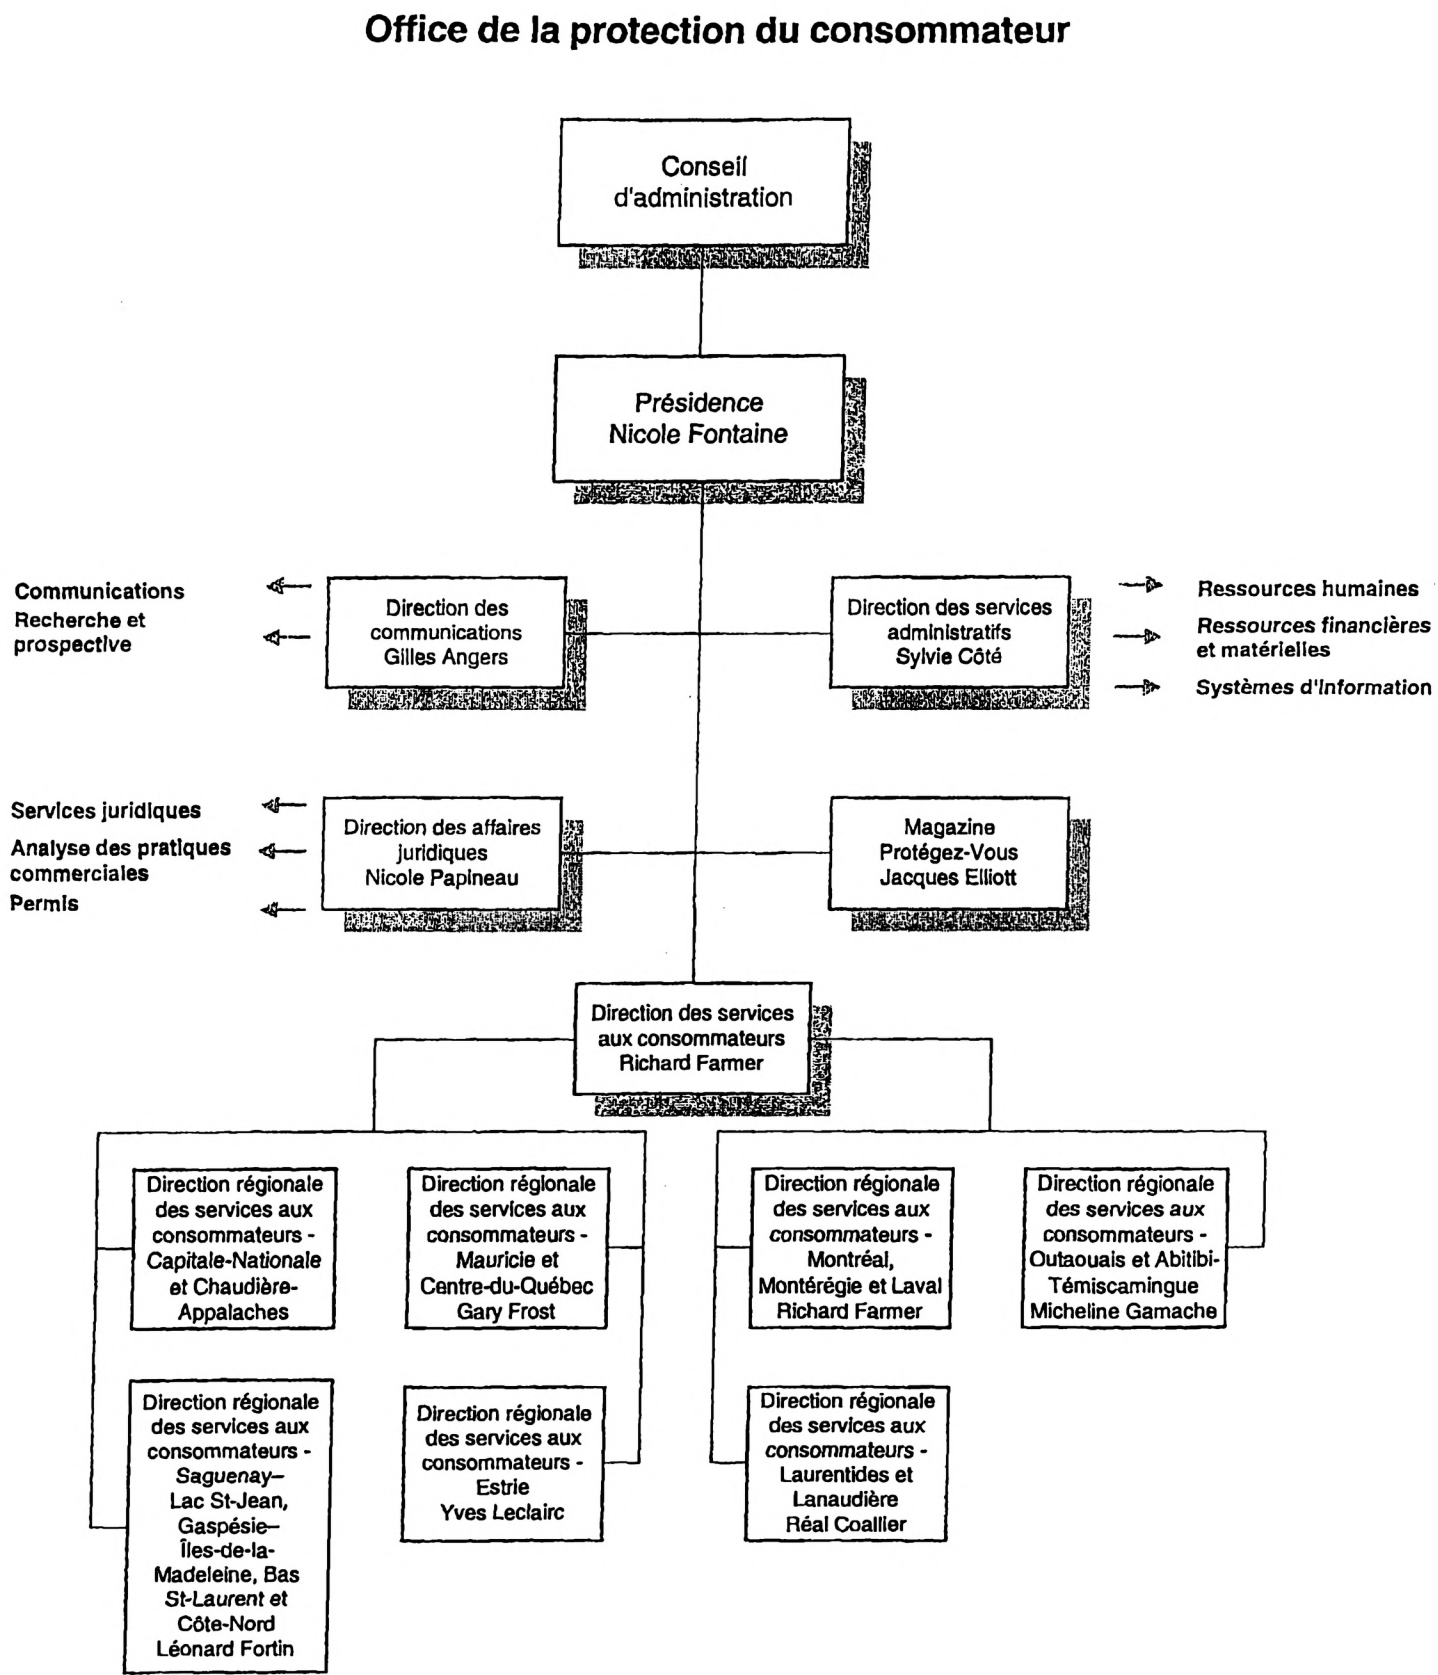 Office de la protection du consommateur
Conseil
d'administration
Présidence
Nicole Fontaine
Communications
Recherche et
prospective
Direction des
communications
Gilles Angers
Direction des services
administratifs
Sylvie Côté
Ressources humaines
Ressources financières
et matérielles
Systèmes d'Information
Services juridiques
Analyse des pratiques
commerciales
Permis
Direction des affaires
juridiques
Nicole Papineau
Magazine
Protégez-Vous
Jacques Elliott
Direction des services
aux consommateurs
Richard Farmer
Direction régionale
des services aux
consommateurs -
Capitale-Nationale
et Chaudière-
Appalaches
Direction régionale
des services aux
consommateurs -
Mauricie et
Centre-du-Québec
Gary Frost
Direction régionale
des services aux
consommateurs -
Montréal,
Montérégie et Laval
Richard Farmer
Direction régionale
des services aux
consommateurs -
Outaouais et Abitibi-
Témiscamingue
Micheline Gamache
Direction régionale
des services aux
consommateurs -
Saguenay–
Lac St-Jean,
Gaspésie–
Îles-de-la-
Madeleine, Bas
St-Laurent et
Côte-Nord
Léonard Fortin
Direction régionale
des services aux
consommateurs -
Estrie
Yves Leclairc
Direction régionale
des services aux
consommateurs -
Laurentides et
Lanaudière
Réal Coallier